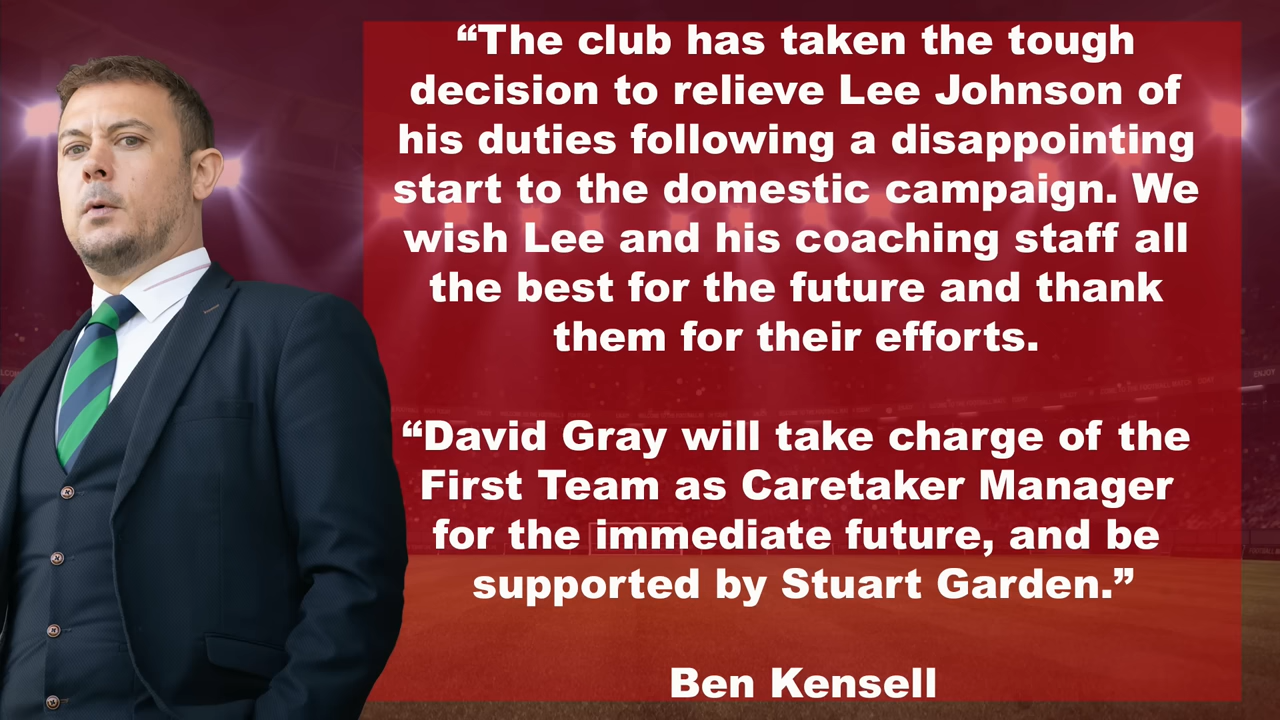 “The club has taken the tough
decision to relieve Lee Johnson of
his duties following a disappointing
start to the domestic campaign. We
wish Lee and his coaching staff all
the best for the future and thank
them for their efforts.
“David Gray will take charge of the
First Team as Caretaker Manager
for the immediate future, and be
supported by Stuart Garden.”
Ben Kensell
ENJOY